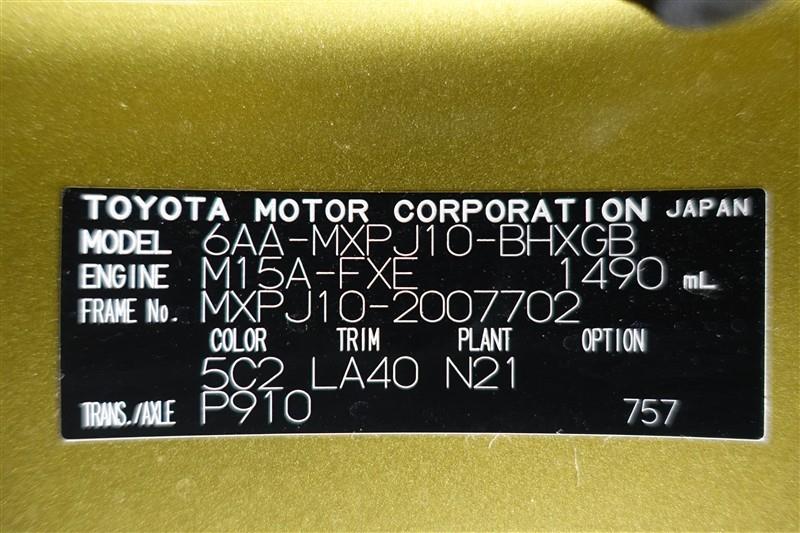 TOYOTA MOTOR CORPORATION JAPAN
MODEL 6AA-MXPJ10-BHXGB
ENGINE M15A-FXE 1490 mL
FRAME No. MXPJ10-2007702
COLOR TRIM PLANT OPTION
5C2 LA40 N21
TRANS./AXLE P910 757